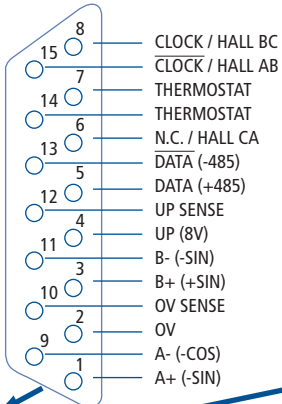 8 CLOCK / HALL BC
15 CLOCK / HALL AB
7 THERMOSTAT
14 THERMOSTAT
6 N.C. / HALL CA
13 DATA (-485)
5 DATA (+485)
12 UP SENSE
4 UP (8V)
11 B- (-SIN)
3 B+ (+SIN)
10 OV SENSE
2 OV
9 A- (-COS)
1 A+ (-SIN)